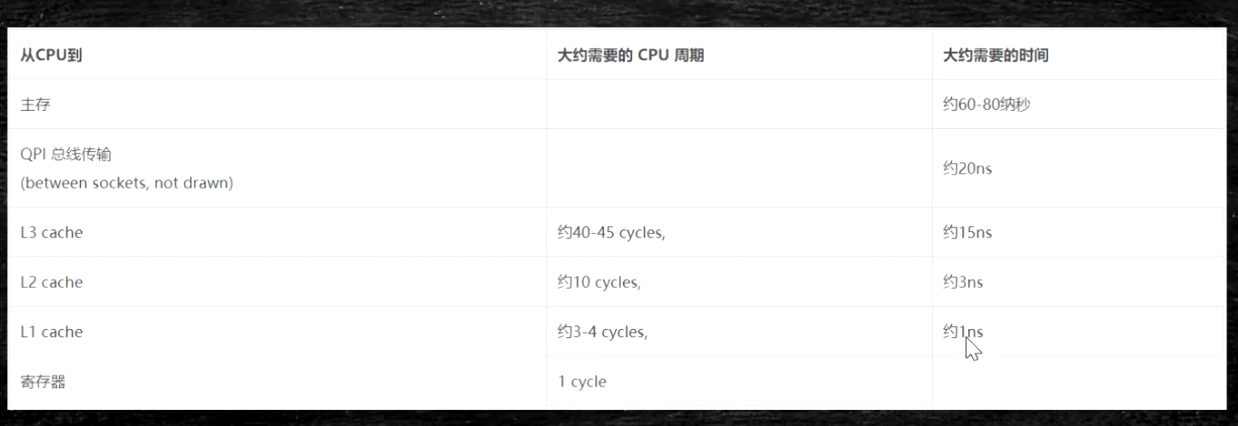 从CPU到 大约需要的 CPU 周期 大约需要的时间
主存 约60-80纳秒
QPI 总线传输
(between sockets, not drawn) 约20ns
L3 cache 约40-45 cycles, 约15ns
L2 cache 约10 cycles, 约3ns
L1 cache 约3-4 cycles, 约1ns
寄存器 1 cycle